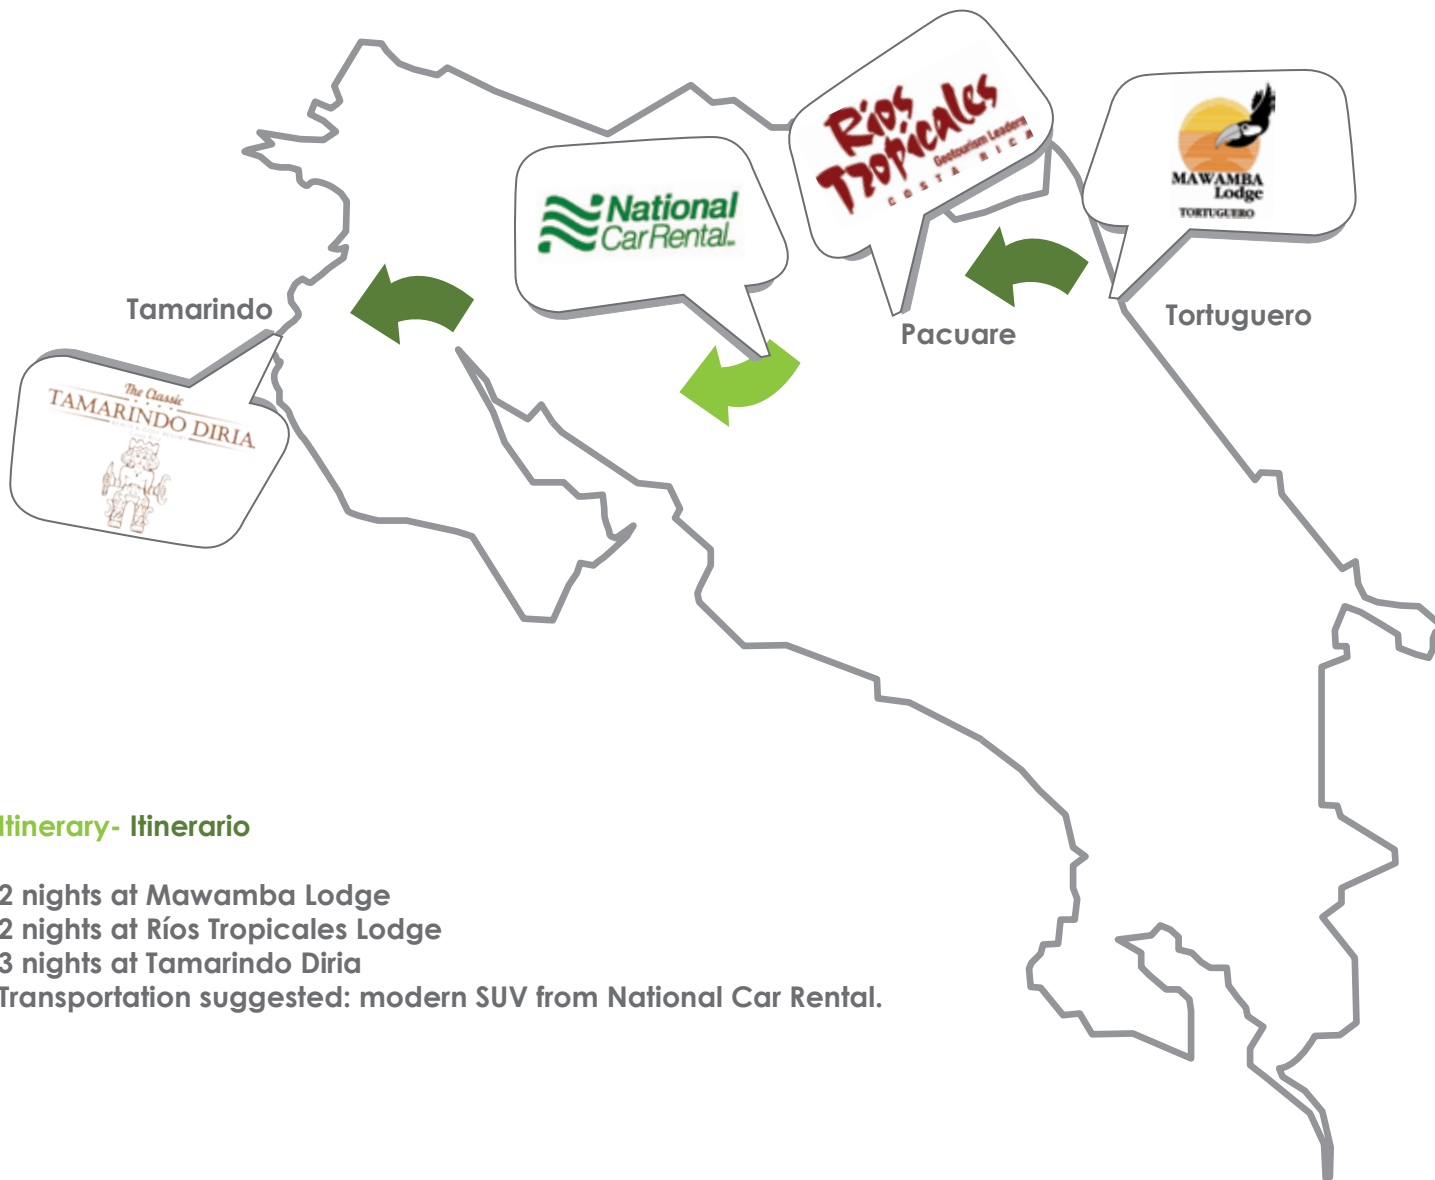 Ríos
Tropicales
Geotourism Leaders
COSTA RICA
MAWAMBA
Lodge
TORTUGUERO
National
Car Rental
Tamarindo
Tortuguero
Pacuare
The Classic
TAMARINDO DIRIA
Itinerary- Itinerario
2 nights at Mawamba Lodge
2 nights at Ríos Tropicales Lodge
3 nights at Tamarindo Diria
Transportation suggested: modern SUV from National Car Rental.